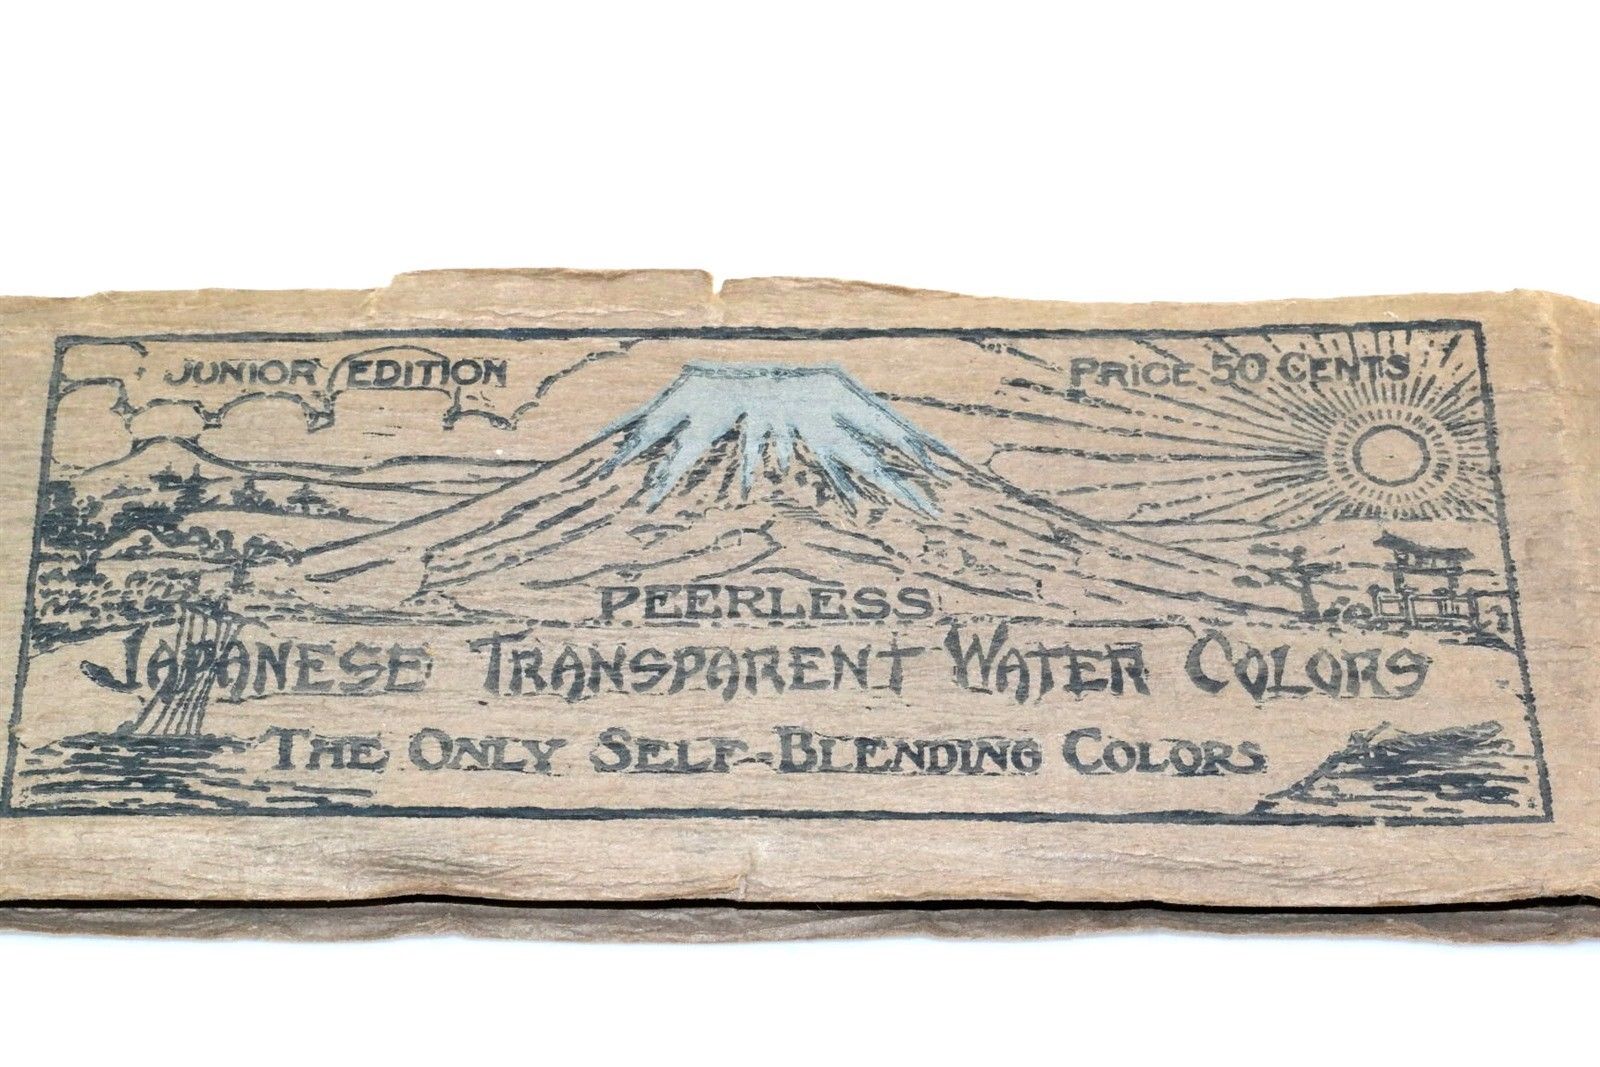 JUNIOR EDITION
PRICE 50 CENTS
PEERLESS
JAPANESE TRANSPARENT WATER COLORS
THE ONLY SELF-BLENDING COLORS